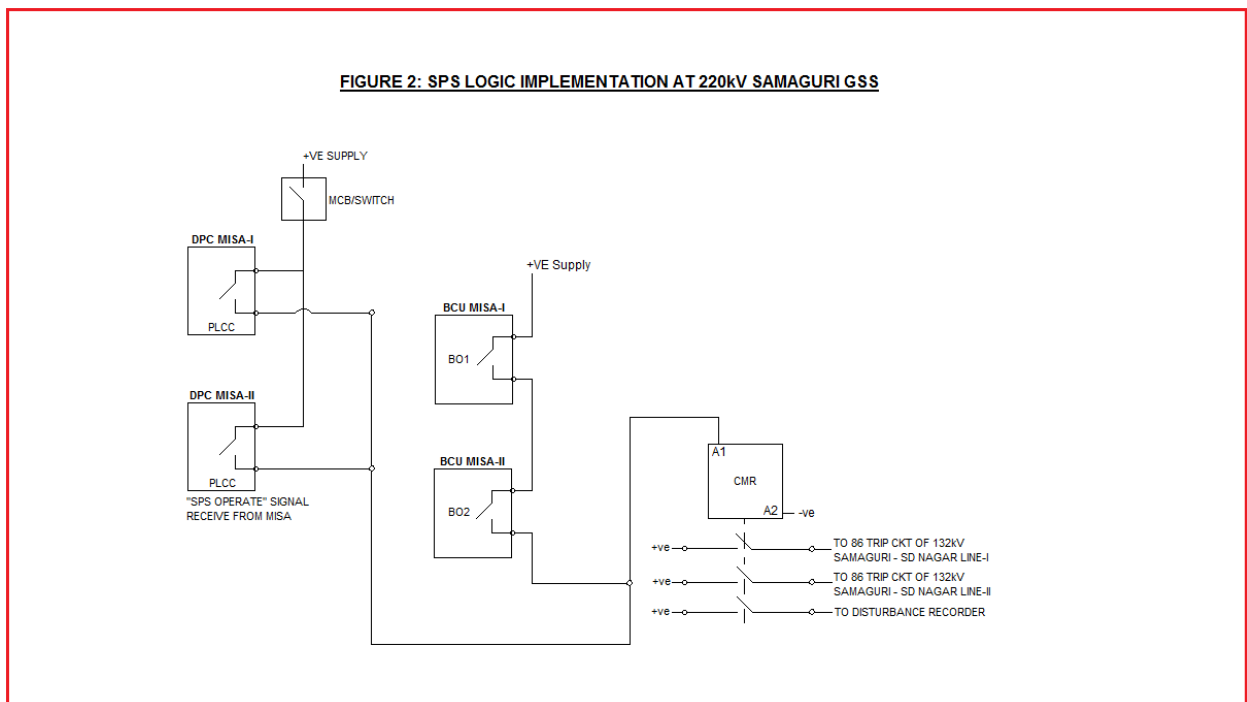 FIGURE 2: SPS LOGIC IMPLEMENTATION AT 220kV SAMAGURI GSS
+VE SUPPLY
MCB/SWITCH
DPC MISA-I
PLCC
DPC MISA-II
PLCC
"SPS OPERATE" SIGNAL
RECEIVE FROM MISA
+VE Supply
BCU MISA-I
BO1
BCU MISA-II
BO2
A1
CMR
A2
-ve
+ve
TO 86 TRIP CKT OF 132kV
SAMAGURI - SD NAGAR LINE-I
+ve
TO 86 TRIP CKT OF 132kV
SAMAGURI - SD NAGAR LINE-II
+ve
TO DISTURBANCE RECORDER